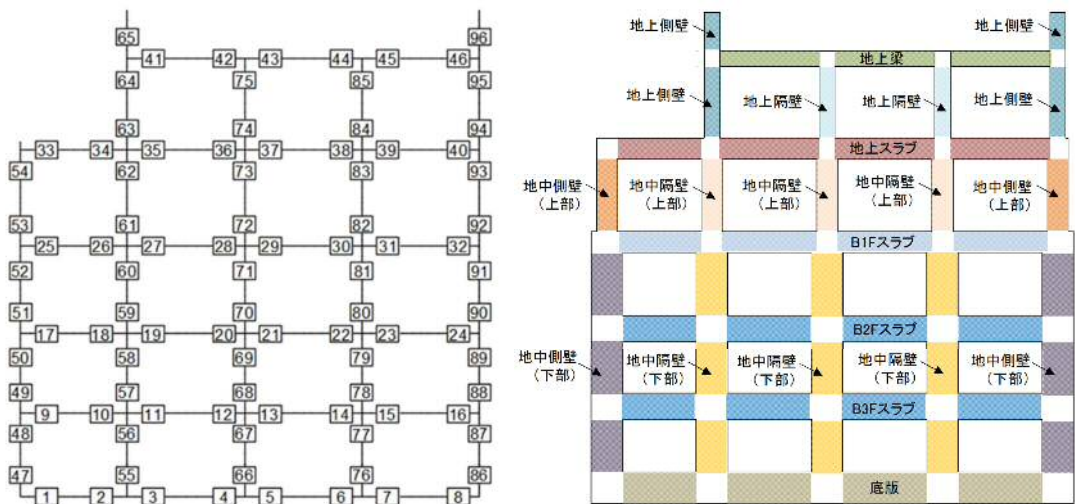 65 96
41 42 43 44 45 46
64 75 85 95
63 74 84 94
33 34 35 36 37 38 39 40
54 62 73 83 93
53 61 72 82 92
25 26 27 28 29 30 31 32
52 60 71 81 91
51 59 70 80 90
17 18 19 20 21 22 23 24
50 58 69 79 89
49 57 68 78 88
9 10 11 12 13 14 15 16
48 56 67 77 87
47 55 66 76 86
1 2 3 4 5 6 7 8
地上側壁 地上側壁
地上梁
地上側壁 地上隔壁 地上隔壁 地上側壁
地上スラブ
地中側壁 地中隔壁 地中隔壁 地中隔壁 地中側壁
(上部) (上部) (上部) (上部) (上部)
B1Fスラブ
B2Fスラブ
地中側壁 地中隔壁 地中隔壁 地中隔壁 地中側壁
(下部) (下部) (下部) (下部) (下部)
B3Fスラブ
底版